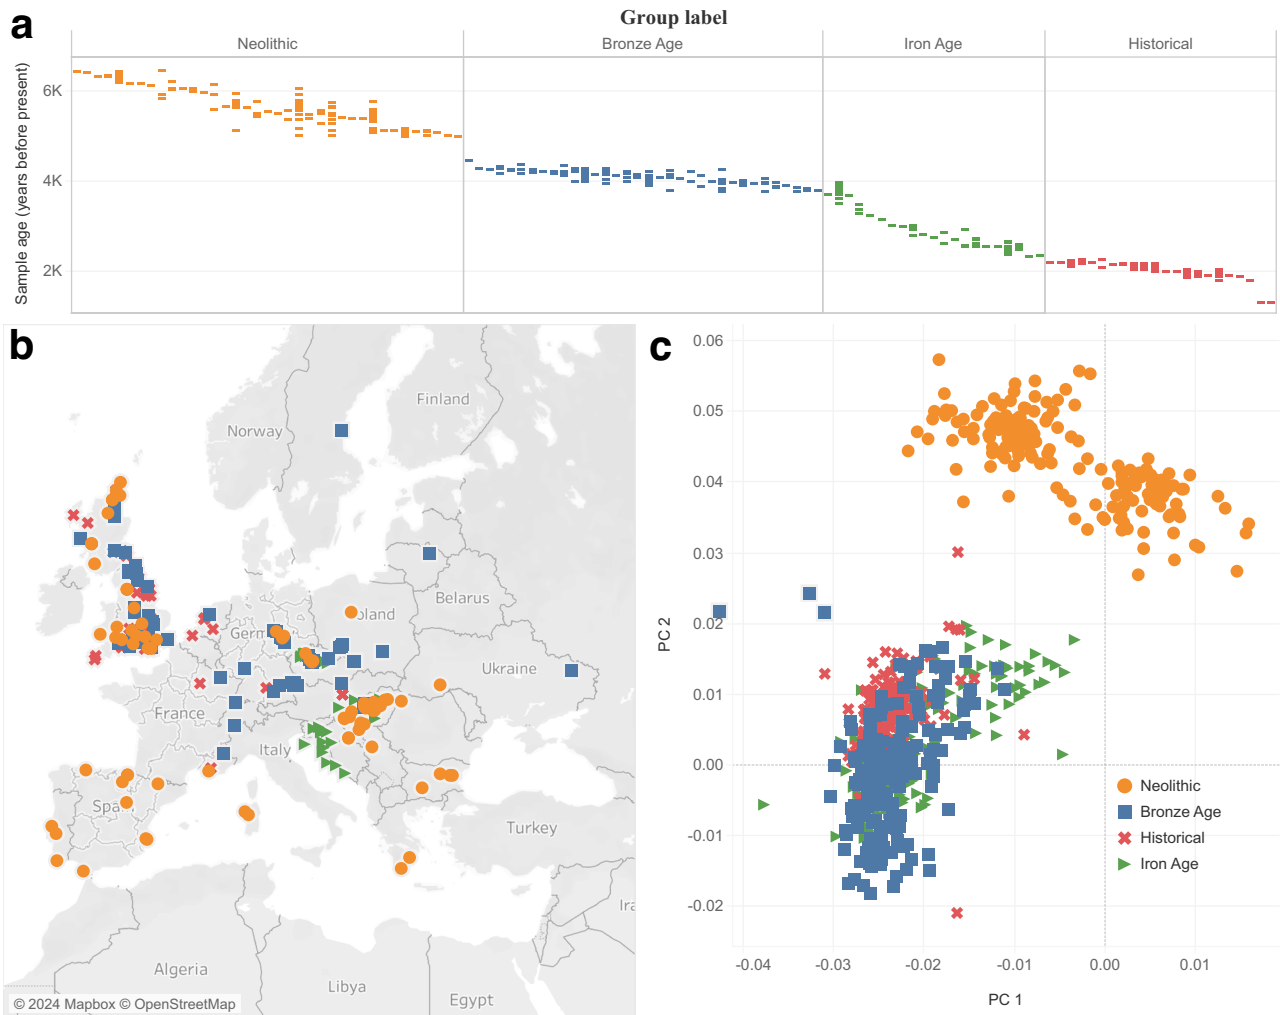 a
Group label
Neolithic
Bronze Age
Iron Age
Historical
Sample age (years before present)
6K
4K
2K
b
Finland
Norway
Belarus
Poland
Germ
Ukraine
France
Italy
Spain
Turkey
Ira
Algeria
Libya
Egypt
© 2024 Mapbox © OpenStreetMap
c
PC 2
0.06
0.05
0.04
0.03
0.02
0.01
0.00
-0.01
-0.02
Neolithic
Bronze Age
Historical
Iron Age
-0.04
-0.03
-0.02
-0.01
0.00
0.01
PC 1